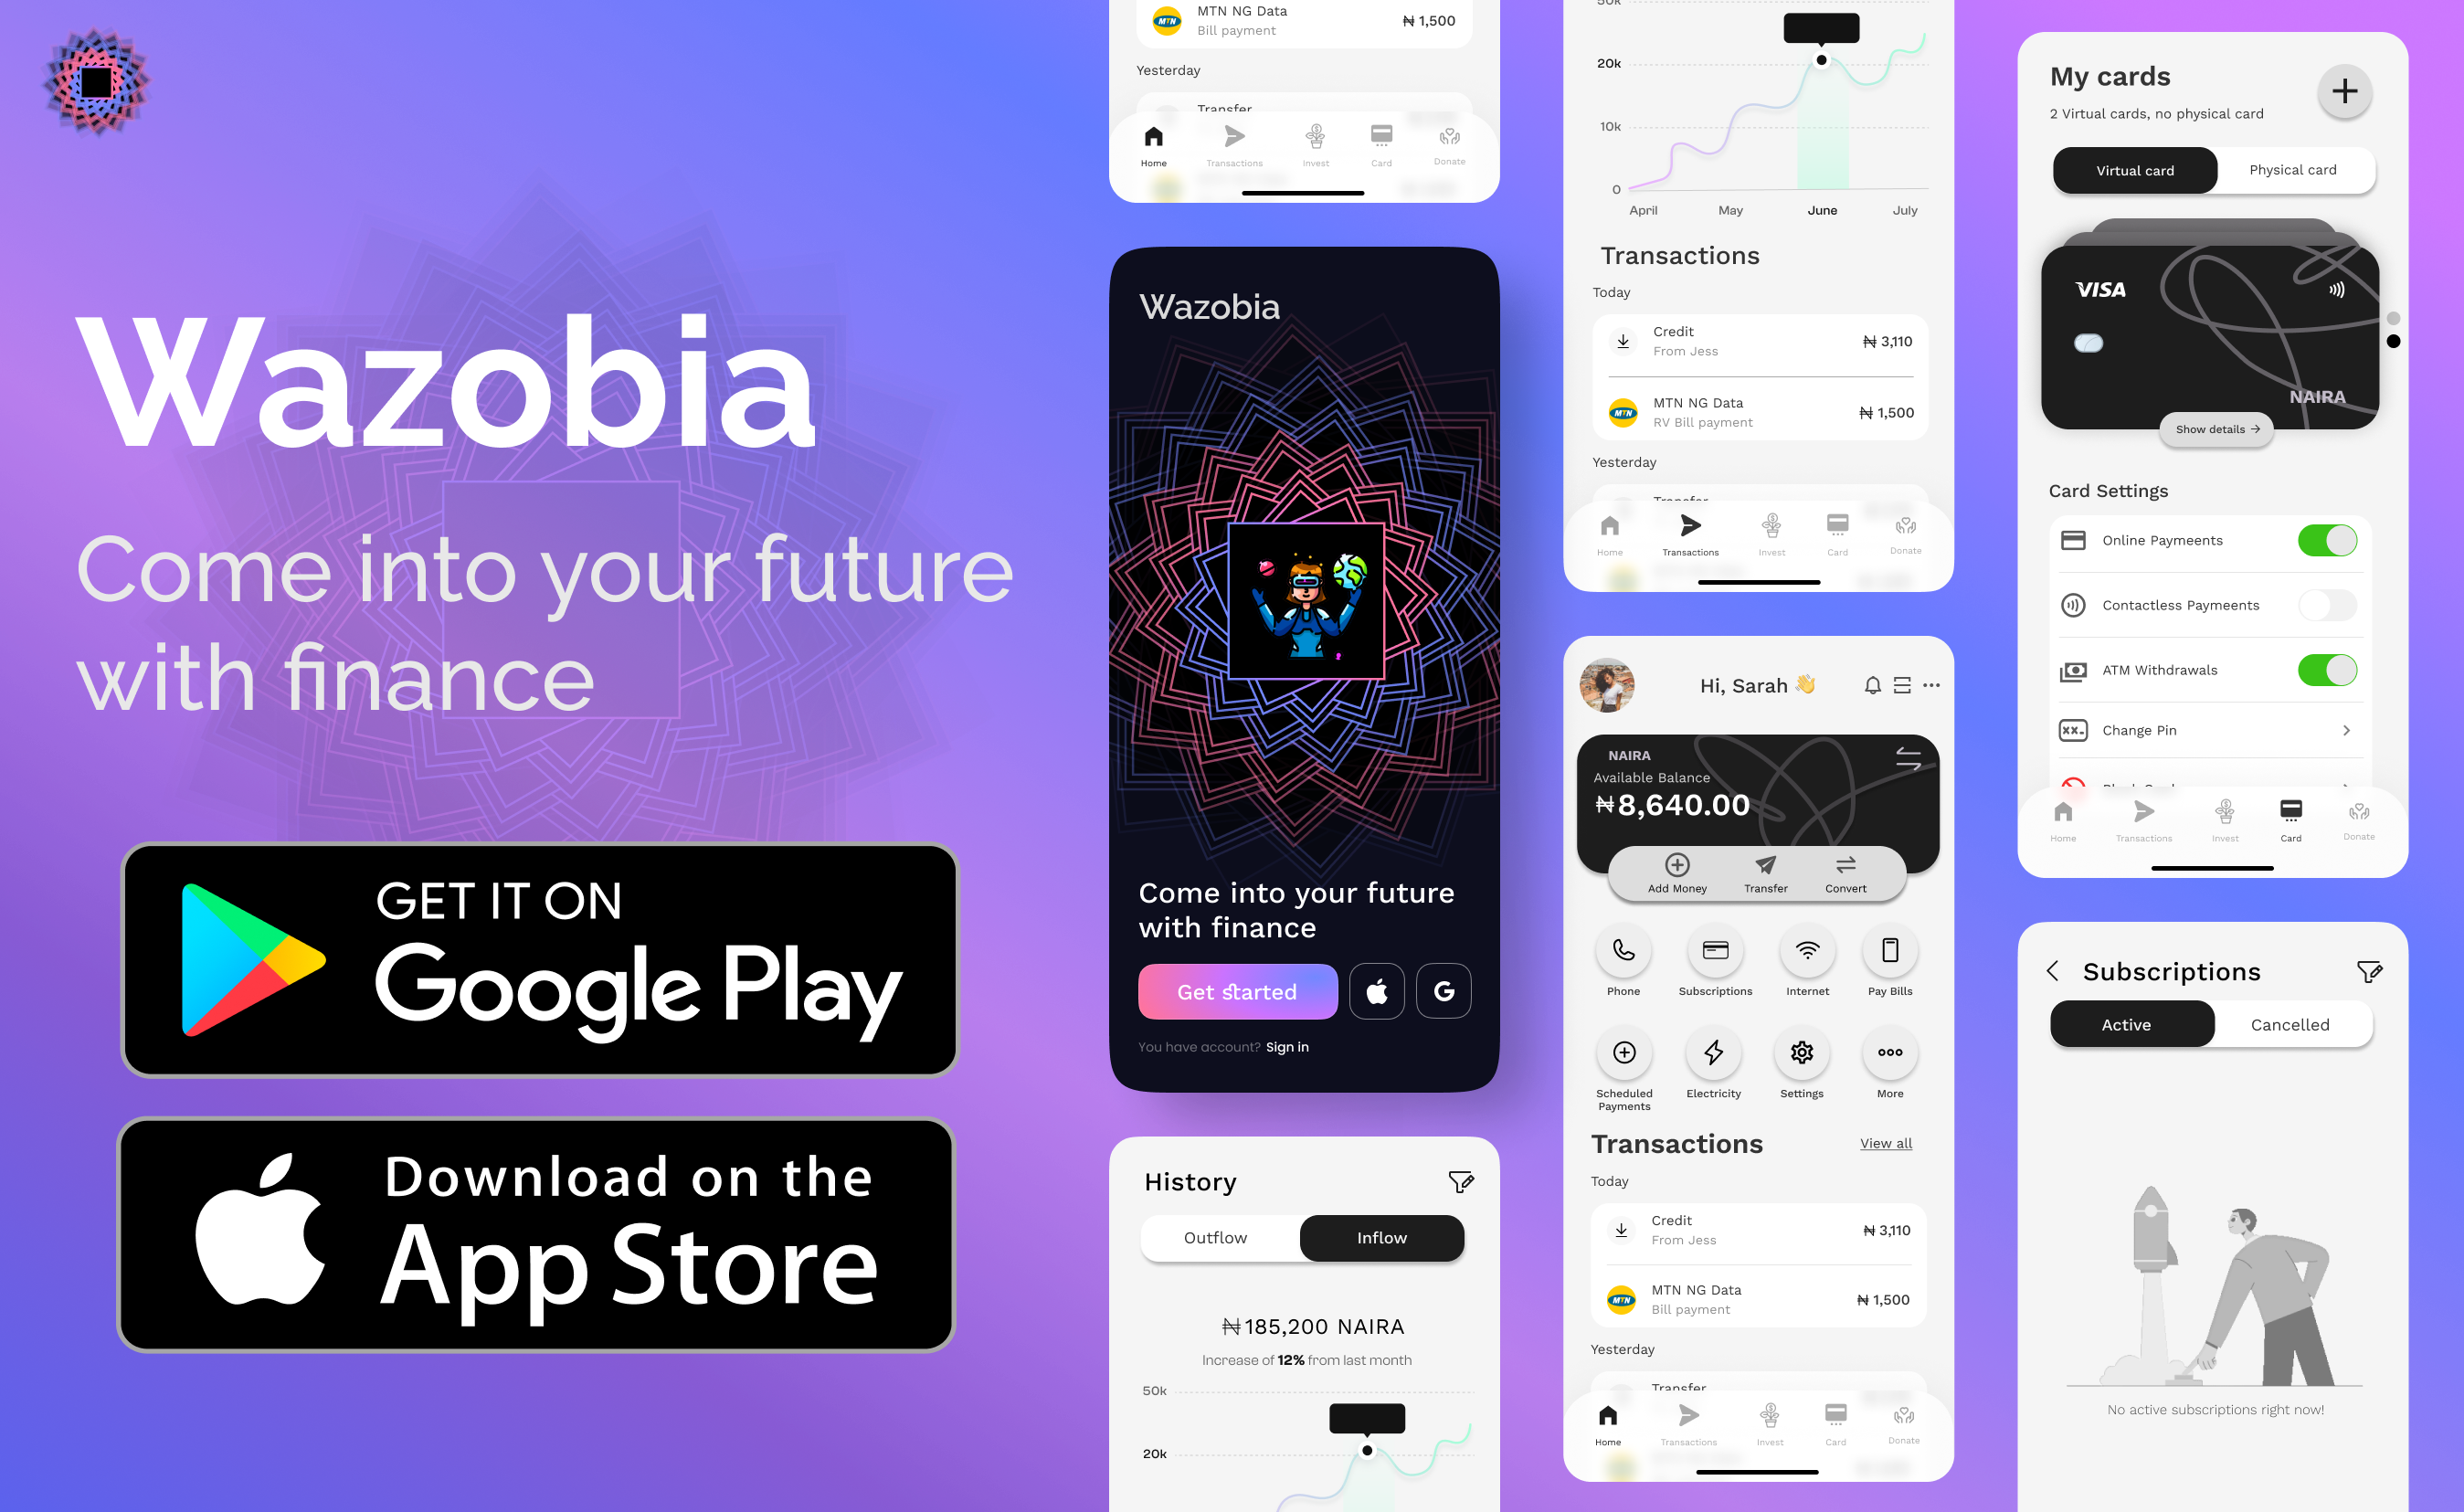 Wazobia
Come into your future
with finance
GET IT ON
Google Play
Download on the
App Store
MTN
MTN NG Data
₦ 1,500
Bill payment
Yesterday
Transfer
Home
Transactions
Invest
Card
Donate
Wazobia
Come into your future
with finance
Get started
You have account? Sign in
History
Outflow
Inflow
₦185,200 NAIRA
Increase of 12% from last month
50k
20k
50k
20k
10k
0
April
May
June
July
Transactions
Today
Credit
From Jess
₦ 3,110
MTN
MTN NG Data
RV Bill payment
₦ 1,500
Yesterday
Transfer
Home
Transactions
Invest
Card
Donate
Hi, Sarah 👋
NAIRA
Available Balance
₦8,640.00
Add Money
Transfer
Convert
Phone
Subscriptions
Internet
Pay Bills
Scheduled
Payments
Electricity
Settings
More
Transactions
View all
Today
Credit
From Jess
₦ 3,110
MTN
MTN NG Data
Bill payment
₦ 1,500
Yesterday
Transfer
Home
Transactions
Invest
Card
Donate
My cards
2 Virtual cards, no physical card
Virtual card
Physical card
VISA
NAIRA
Show details →
Card Settings
Online Paymeents
Contactless Paymeents
ATM Withdrawals
Change Pin
Home
Transactions
Invest
Card
Donate
Subscriptions
Active
Cancelled
No active subscriptions right now!